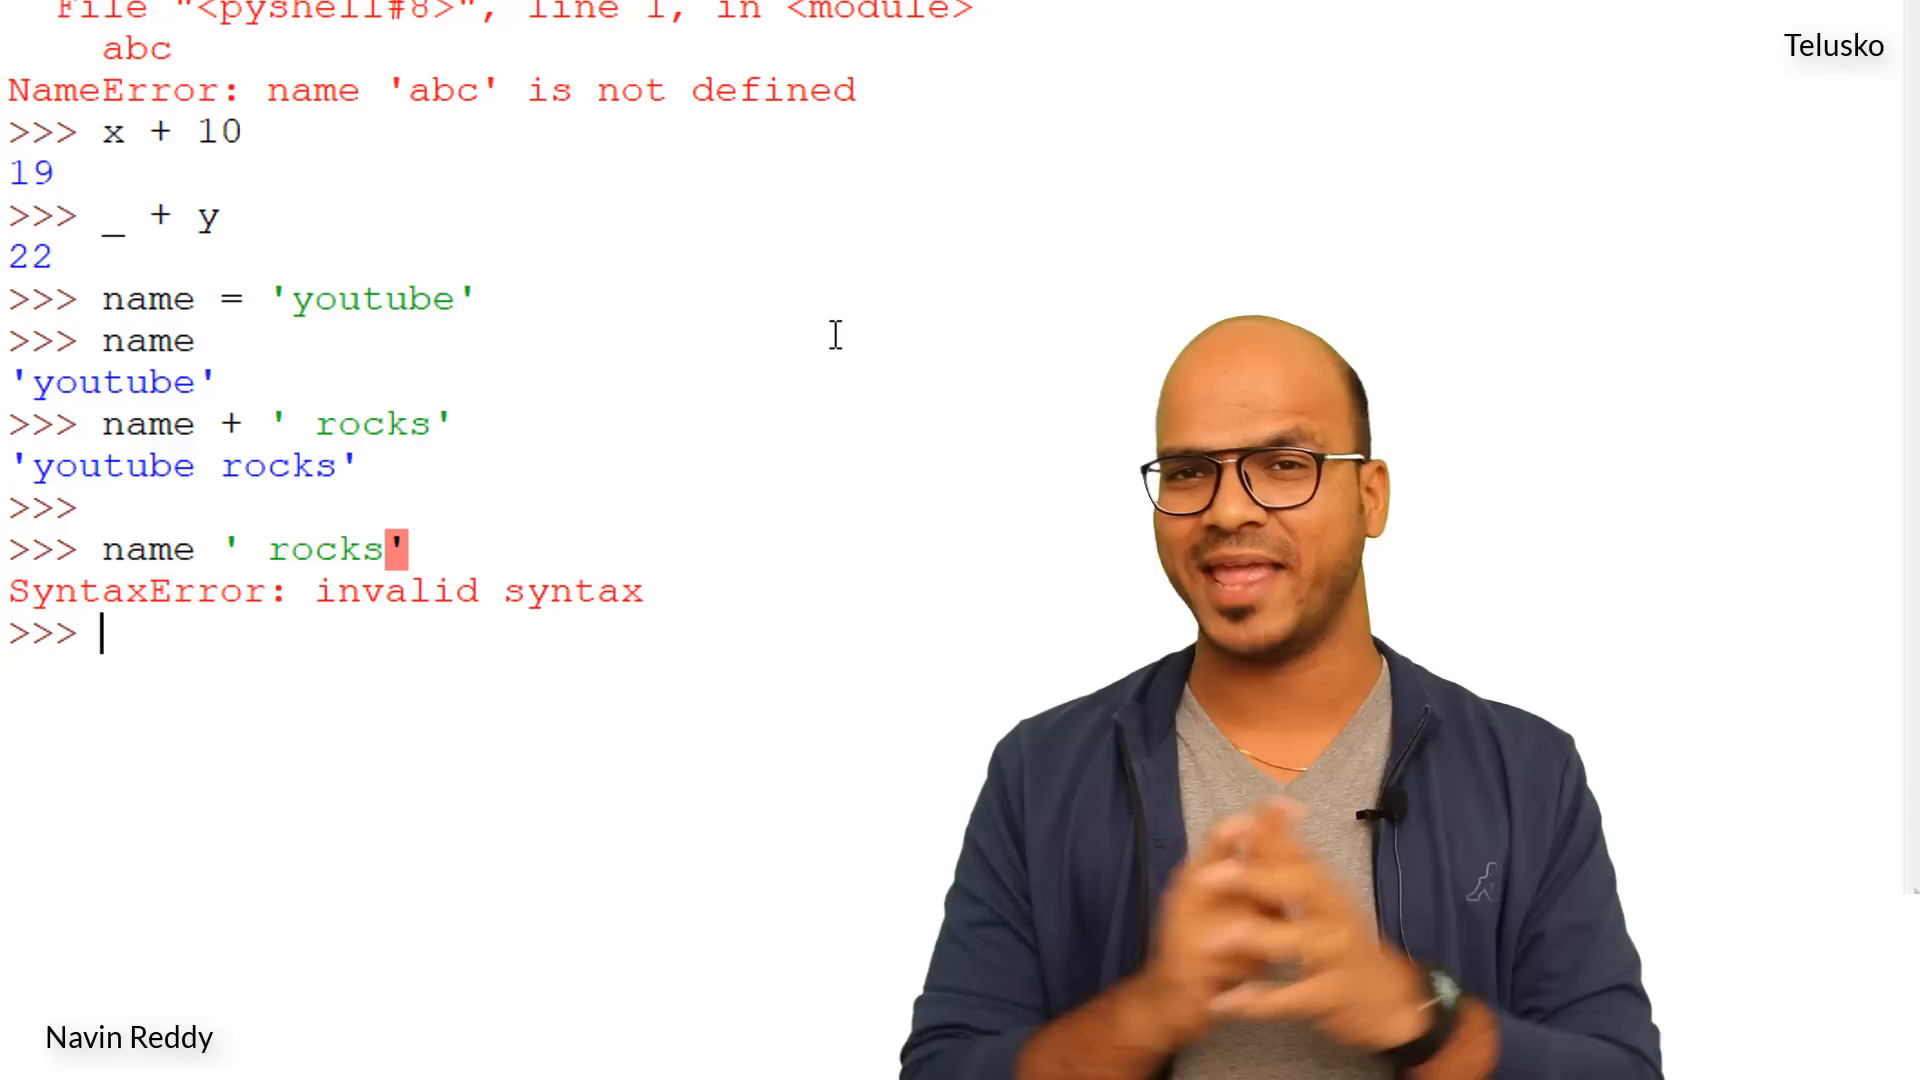 File "<pyshell#8>", line 1, in <module>
Telusko
abc
NameError: name 'abc' is not defined
>>> x + 10
19
>>> _ + y
22
>>> name = 'youtube'
>>> name
'youtube'
>>> name + ' rocks'
'youtube rocks'
>>>
>>> name ' rocks'
SyntaxError: invalid syntax
>>>
Navin Reddy